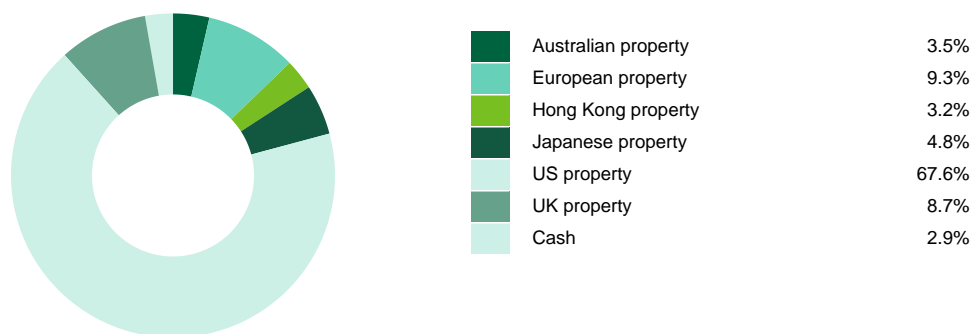 Australian property 3.5%
European property 9.3%
Hong Kong property 3.2%
Japanese property 4.8%
US property 67.6%
UK property 8.7%
Cash 2.9%